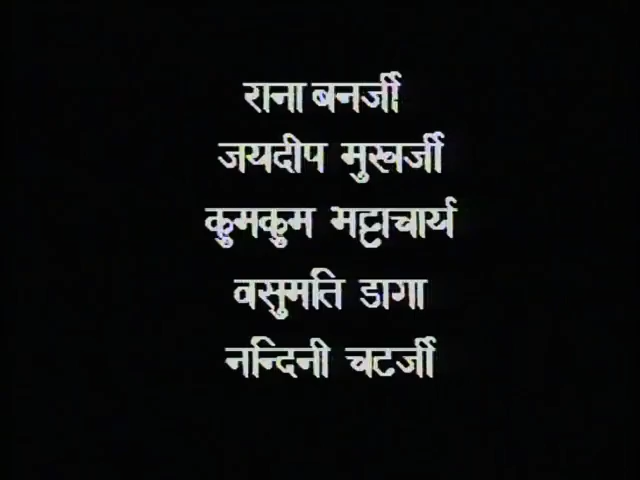 राना बनर्जी
जयदीप मुखर्जी
कुमकुम भट्टाचार्य
वसुमति डागा
नन्दिनी चटर्जी